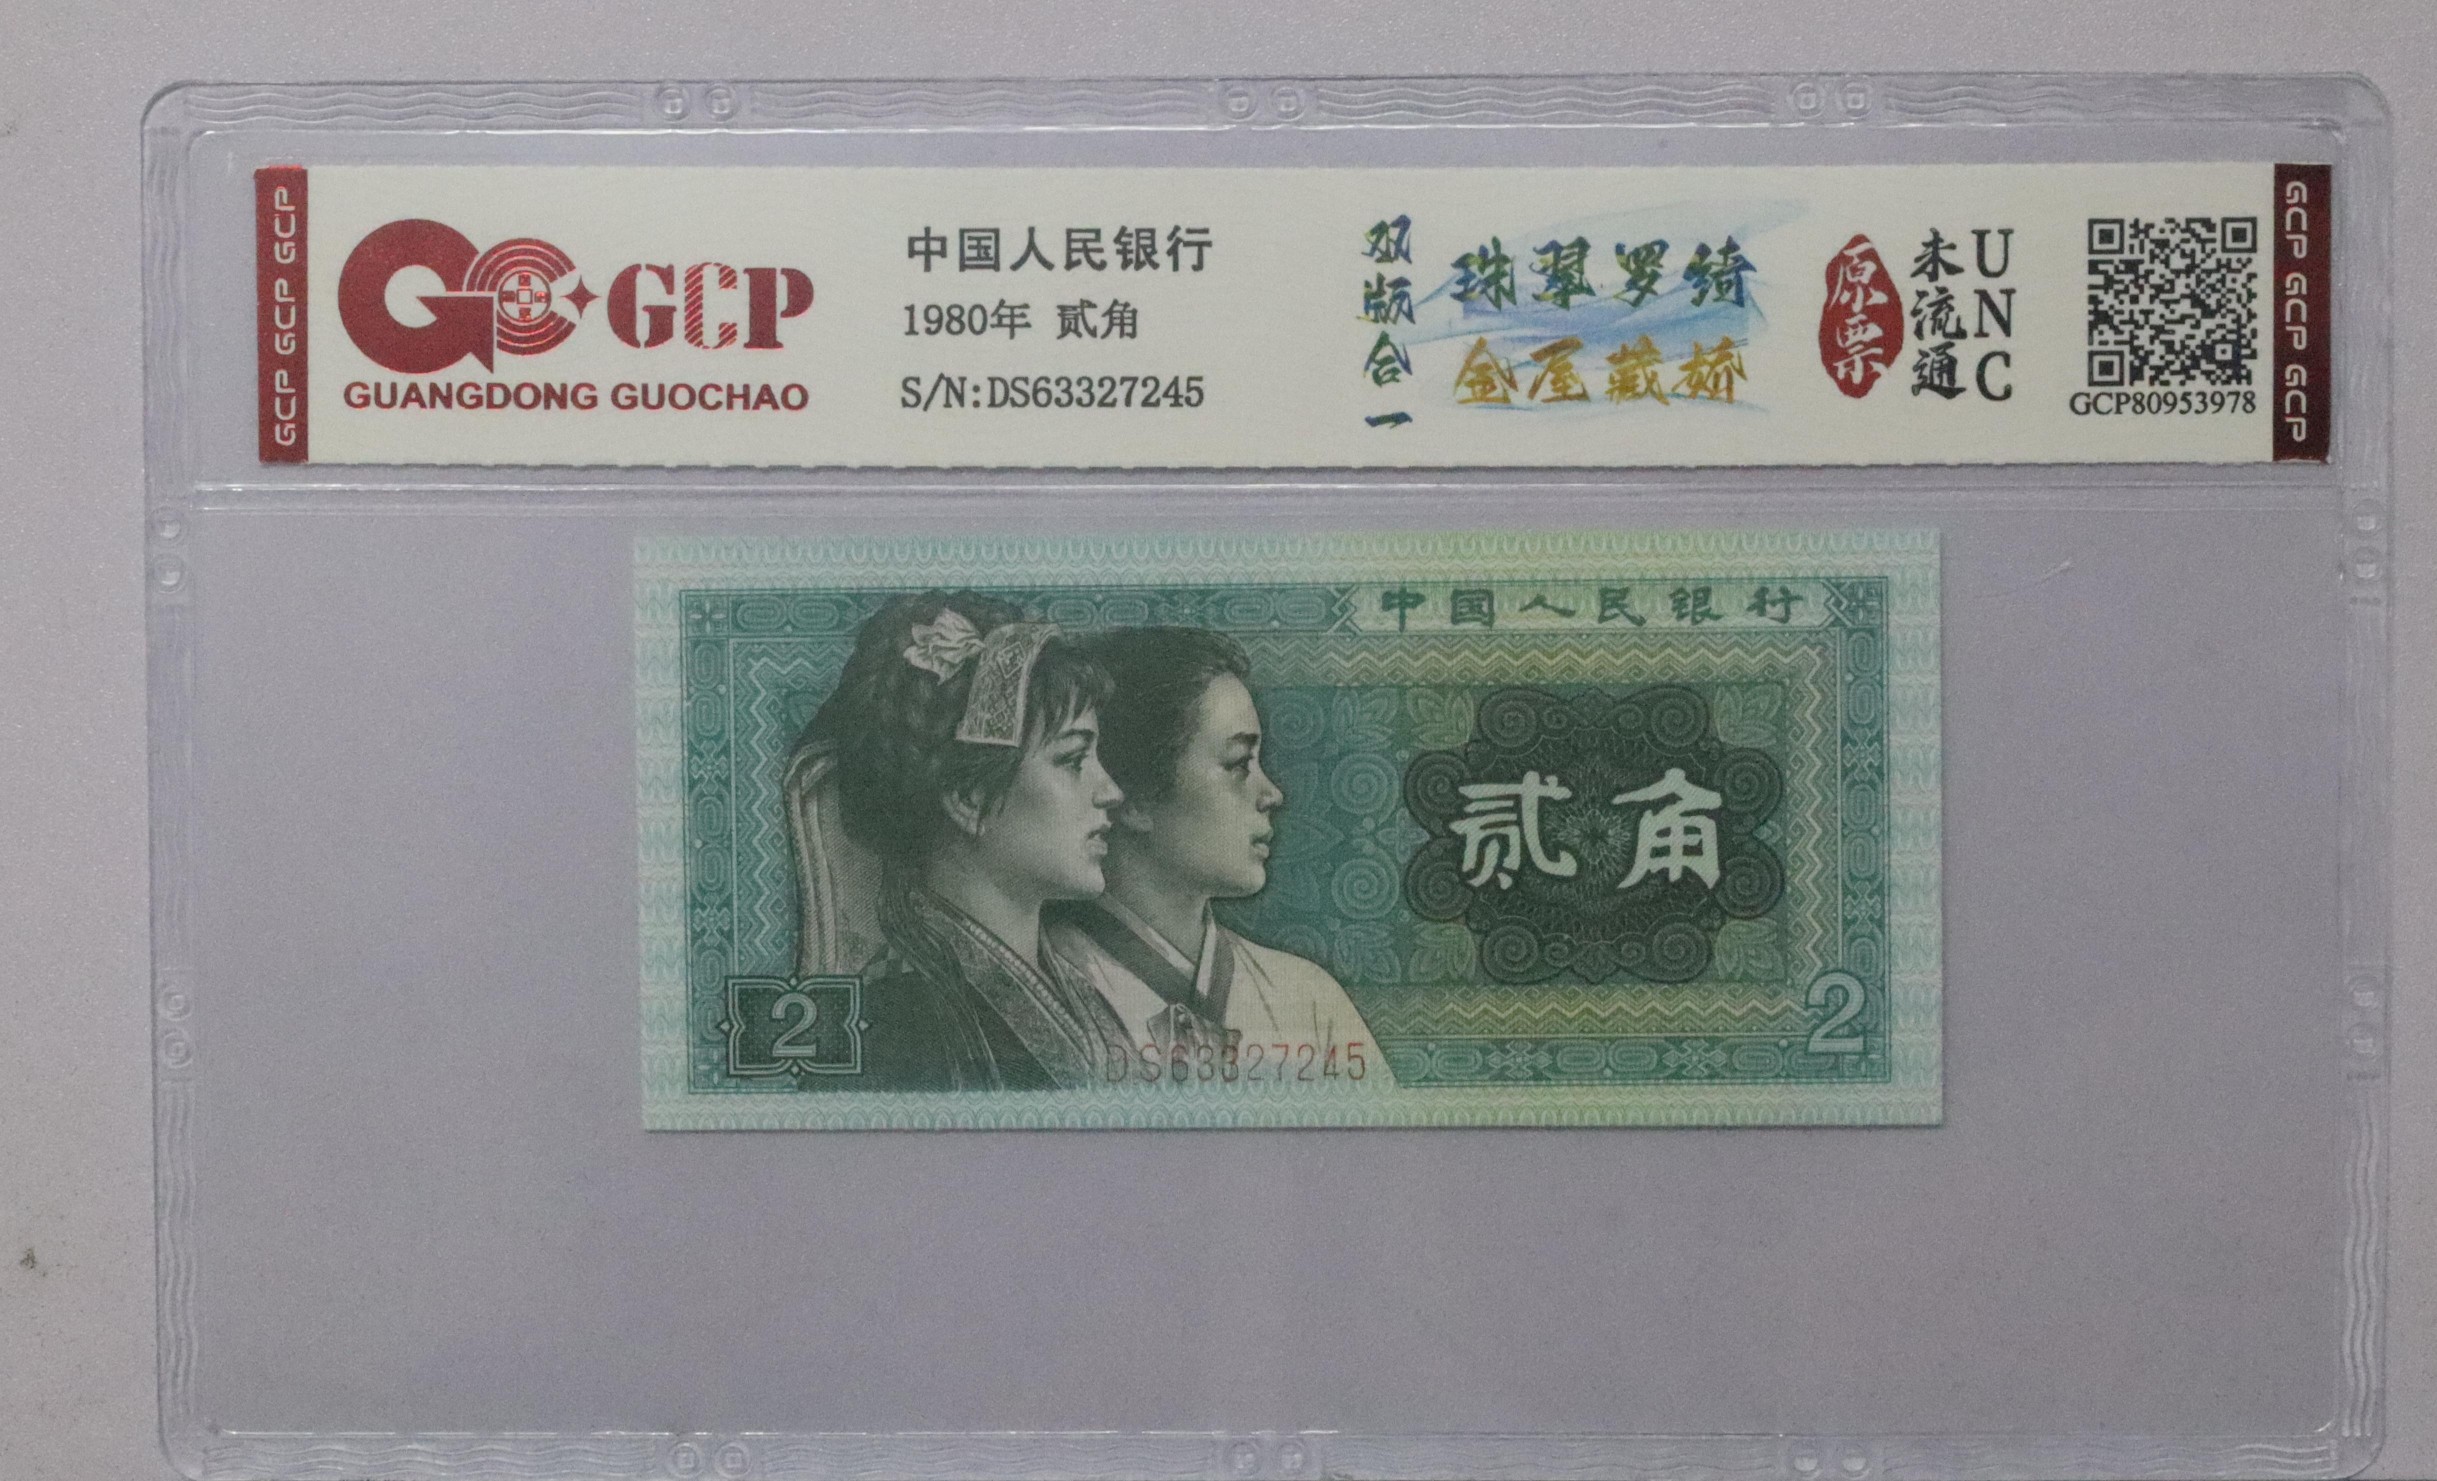 GCP GCP GCP
GCP
GUANGDONG GUOCHAO
中国人民银行
1980年 贰角
S/N:DS63327245
双版合一
珠翠罗绮
金屋藏娇
原票
未流通
UNC
GCP80953978
GCP GCP GCP
中国人民银行
贰角
2
2
DS63327245